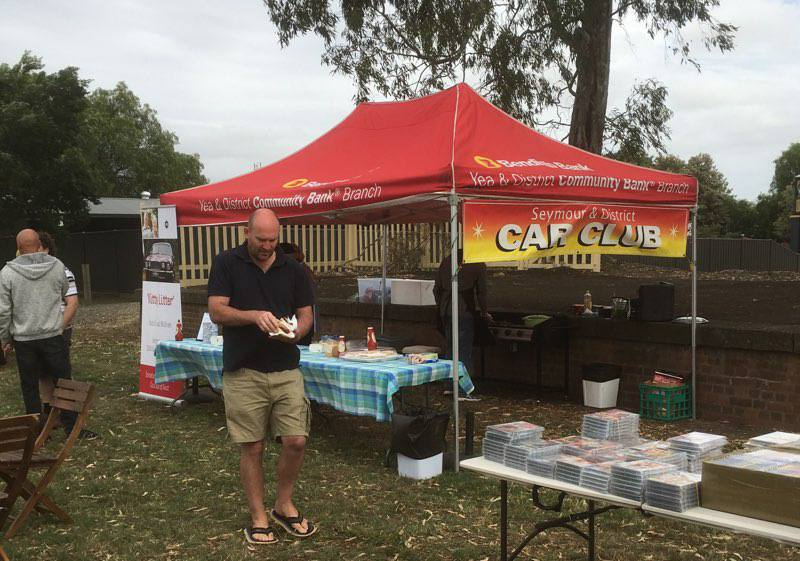 Bendigo Bank
Yea & District Community Bank® Branch
Yea & District Community Bank® Branch
Seymour & District
CAR CLUB